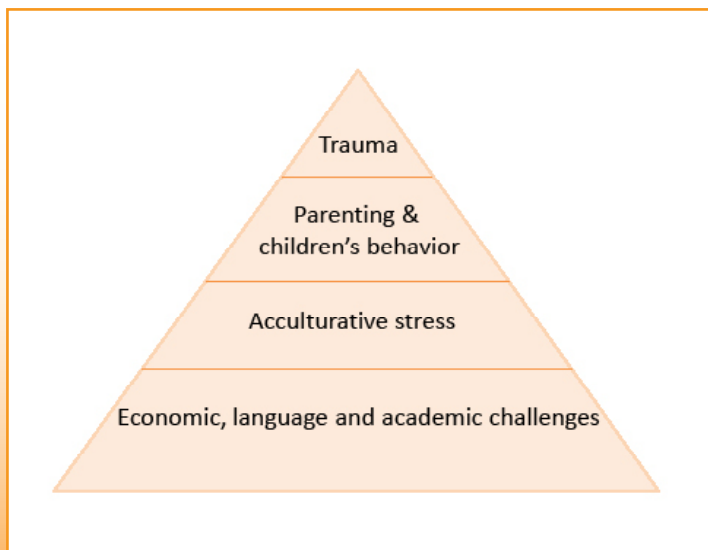 Trauma
Parenting &
children's behavior
Acculturative stress
Economic, language and academic challenges